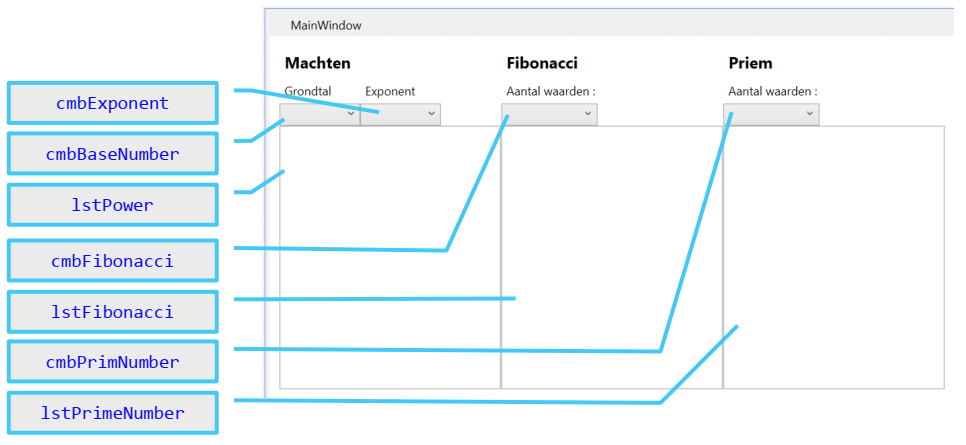 MainWindow
Machten
Fibonacci
Priem
Grondtal
Exponent
Aantal waarden :
Aantal waarden :
cmbExponent
cmbBaseNumber
lstPower
cmbFibonacci
lstFibonacci
cmbPrimNumber
lstPrimeNumber